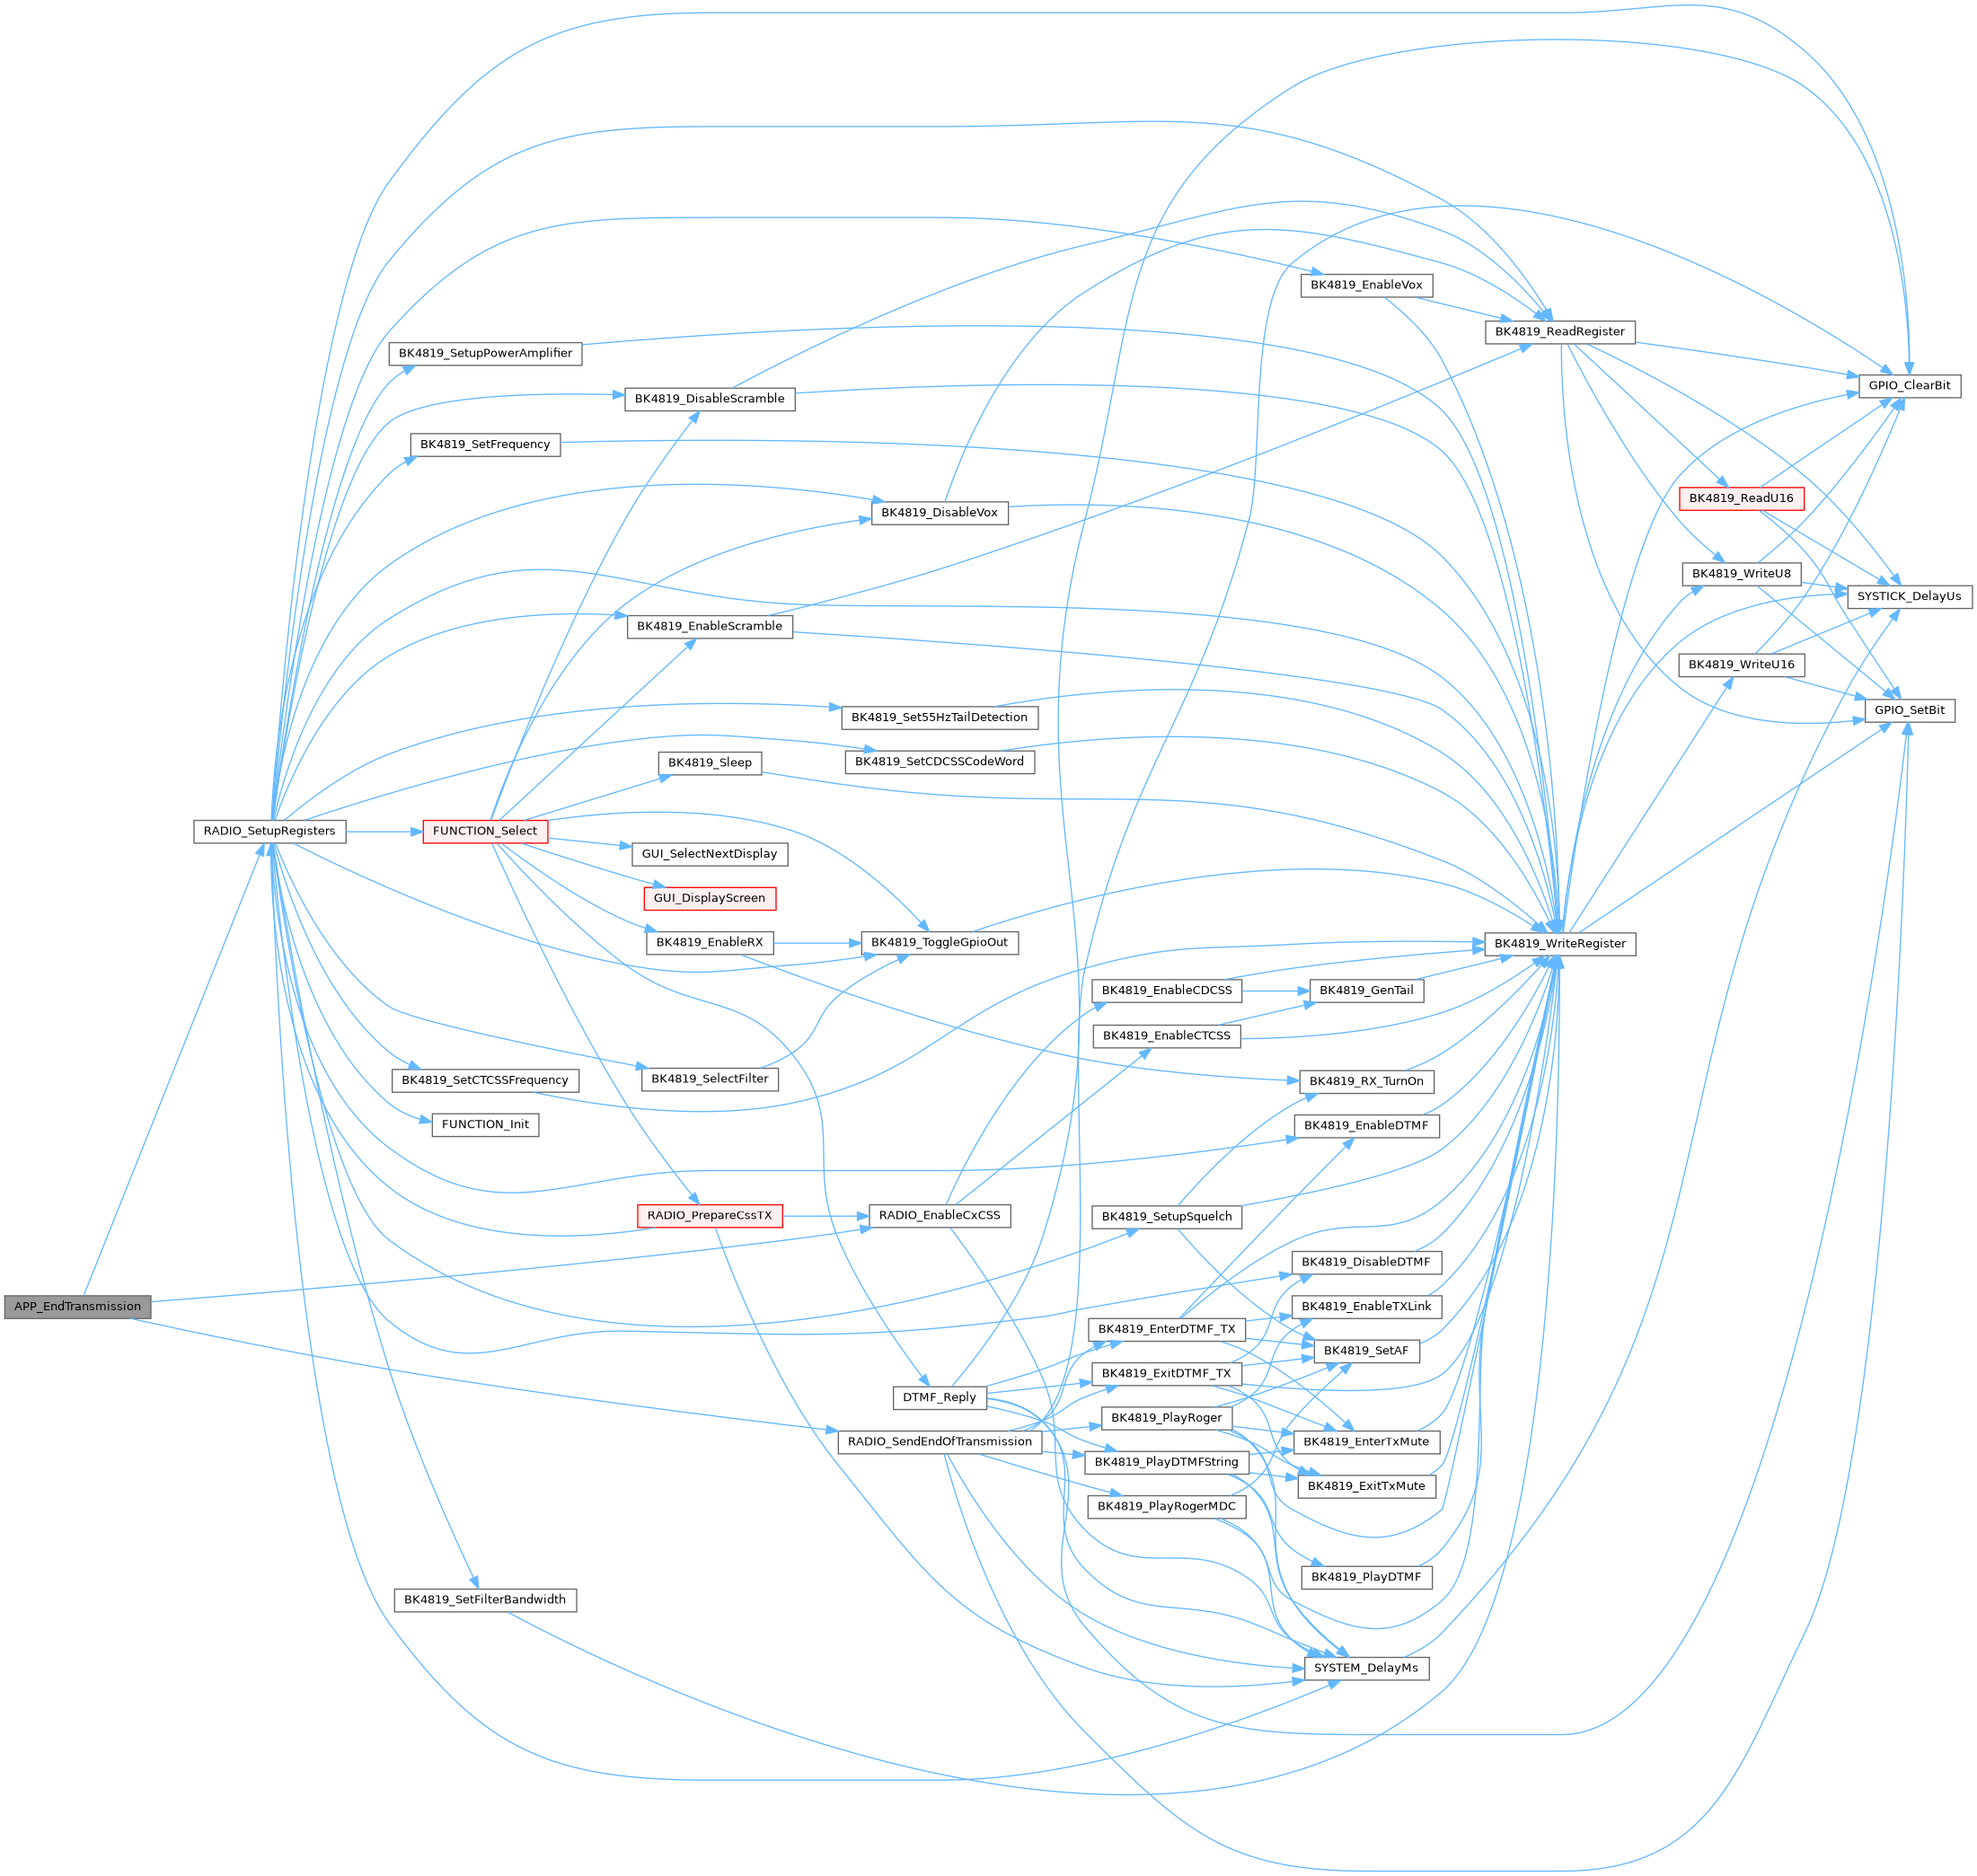 BK4819_EnableVox
BK4819_ReadRegister
BK4819_SetupPowerAmplifier
GPIO_ClearBit
BK4819_DisableScramble
BK4819_SetFrequency
BK4819_ReadU16
BK4819_DisableVox
BK4819_WriteU8
SYSTICK_DelayUs
BK4819_EnableScramble
BK4819_WriteU16
GPIO_SetBit
BK4819_Set55HzTailDetection
BK4819_SetCDCSSCodeWord
BK4819_Sleep
RADIO_SetupRegisters
FUNCTION_Select
GUI_SelectNextDisplay
GUI_DisplayScreen
BK4819_EnableRX
BK4819_ToggleGpioOut
BK4819_WriteRegister
BK4819_EnableCDCSS
BK4819_GenTail
BK4819_EnableCTCSS
BK4819_SetCTCSSFrequency
BK4819_SelectFilter
BK4819_RX_TurnOn
FUNCTION_Init
BK4819_EnableDTMF
RADIO_PrepareCssTX
RADIO_EnableCxCSS
BK4819_SetupSquelch
BK4819_DisableDTMF
APP_EndTransmission
BK4819_EnableTXLink
BK4819_EnterDTMF_TX
BK4819_SetAF
BK4819_ExitDTMF_TX
DTMF_Reply
BK4819_PlayRoger
RADIO_SendEndOfTransmission
BK4819_EnterTxMute
BK4819_PlayDTMFString
BK4819_ExitTxMute
BK4819_PlayRogerMDC
BK4819_PlayDTMF
BK4819_SetFilterBandwidth
SYSTEM_DelayMs